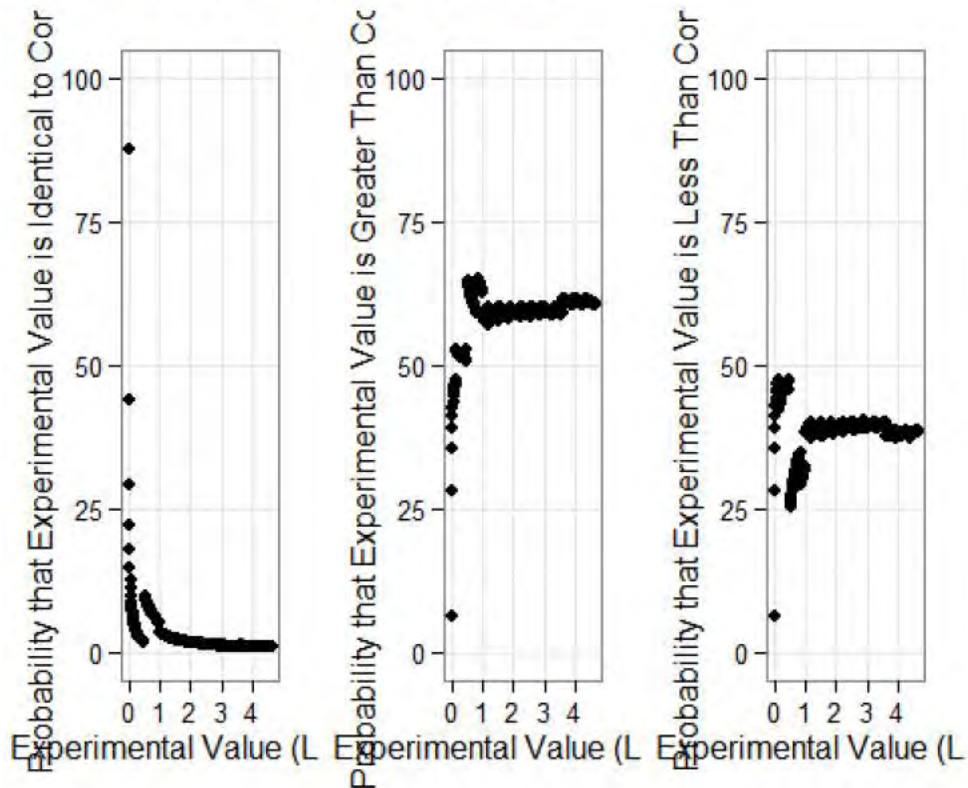 Probability that Experimental Value is Identical to Cor
100
75
50
25
0
0 1 2 3 4
Experimental Value (L
Probability that Experimental Value is Greater Than Co
100
75
50
25
0
0 1 2 3 4
Experimental Value (L
Probability that Experimental Value is Less Than Cor
100
75
50
25
0
0 1 2 3 4
Experimental Value (L